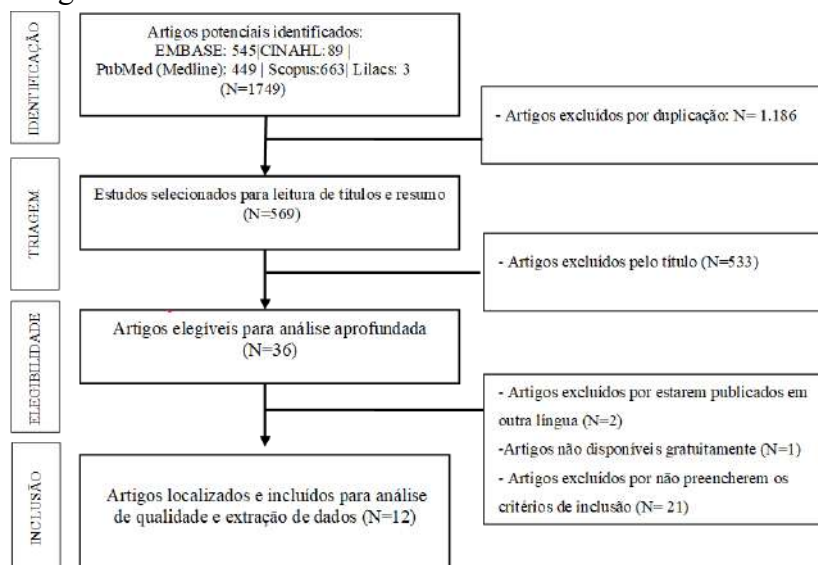 IDENTIFICAÇÃO
Artigos potenciais identificados:
EMBASE: 545|CINAHL: 89 |
PubMed (Medline): 449 | Scopus:663| Lilacs: 3
(N=1749)
- Artigos excluídos por duplicação: N= 1.186
TRIAGEM
Estudos selecionados para leitura de títulos e resumo
(N=569)
- Artigos excluídos pelo título (N=533)
ELEGIBILIDADE
Artigos elegíveis para análise aprofundada
(N=36)
- Artigos excluídos por estarem publicados em
outra língua (N=2)
-Artigos não disponíveis gratuitamente (N=1)
- Artigos excluídos por não preencherem os
critérios de inclusão (N= 21)
INCLUSÃO
Artigos localizados e incluídos para análise
de qualidade e extração de dados (N=12)